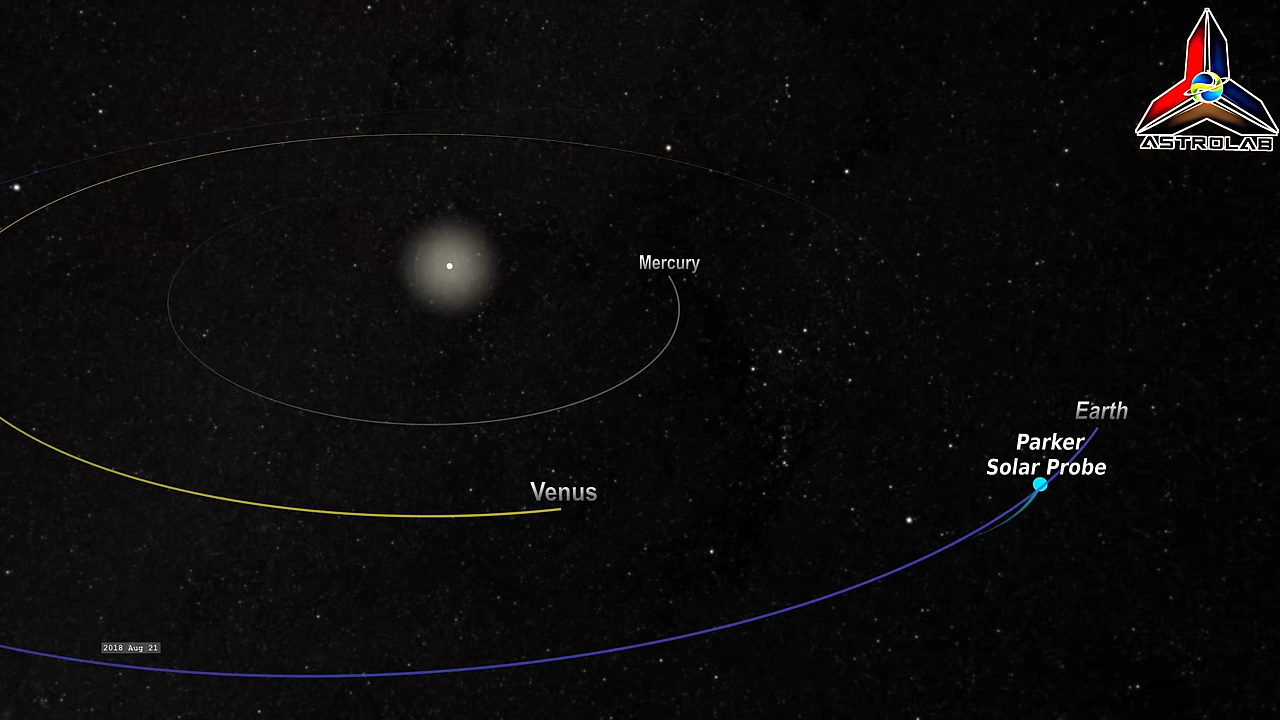 ASTROLAB
Mercury
Earth
Parker
Solar Probe
Venus
2018 Aug 21